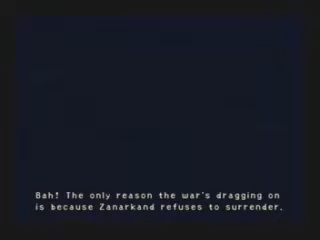 Bah! The only reason the war's dragging on
is because Zanarkand refuses to surrender.